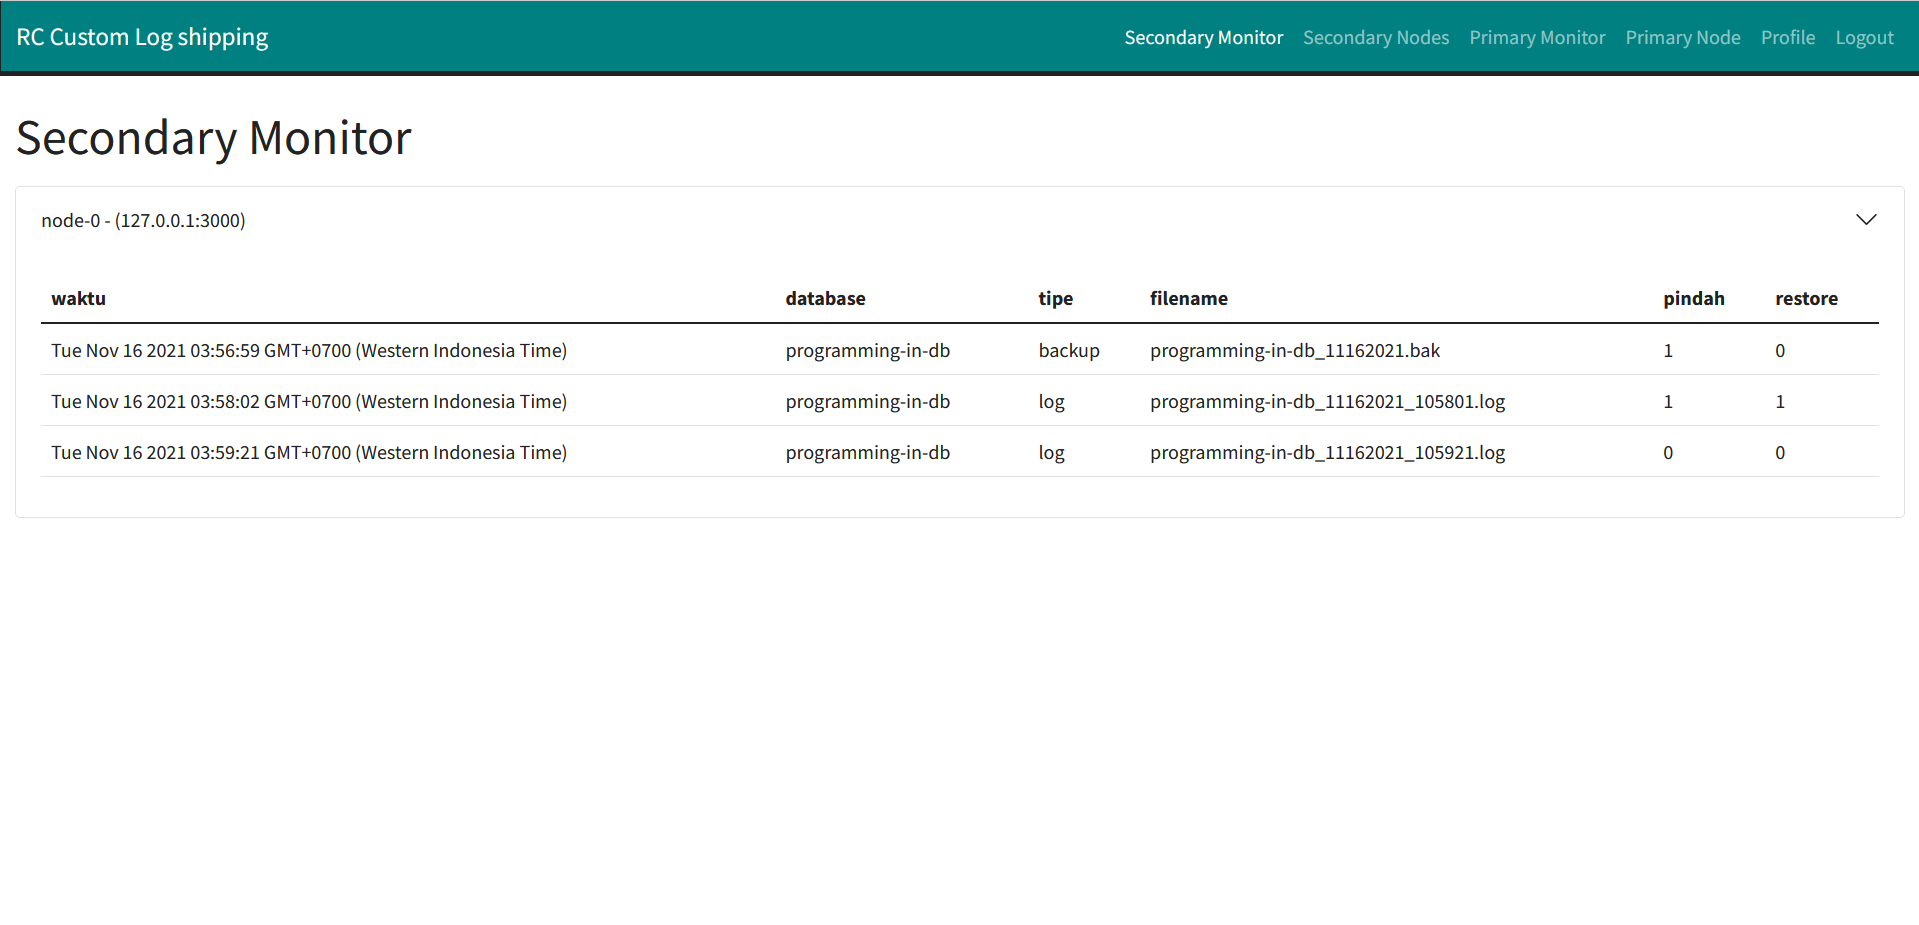 RC Custom Log shipping Secondary Monitor Secondary Nodes Primary Monitor Primary Node Profile Logout
Secondary Monitor
node-0 - (127.0.0.1:3000)
waktu database tipe filename pindah restore
Tue Nov 16 2021 03:56:59 GMT+0700 (Western Indonesia Time) programming-in-db backup programming-in-db_11162021.bak 1 0
Tue Nov 16 2021 03:58:02 GMT+0700 (Western Indonesia Time) programming-in-db log programming-in-db_11162021_105801.log 1 1
Tue Nov 16 2021 03:59:21 GMT+0700 (Western Indonesia Time) programming-in-db log programming-in-db_11162021_105921.log 0 0